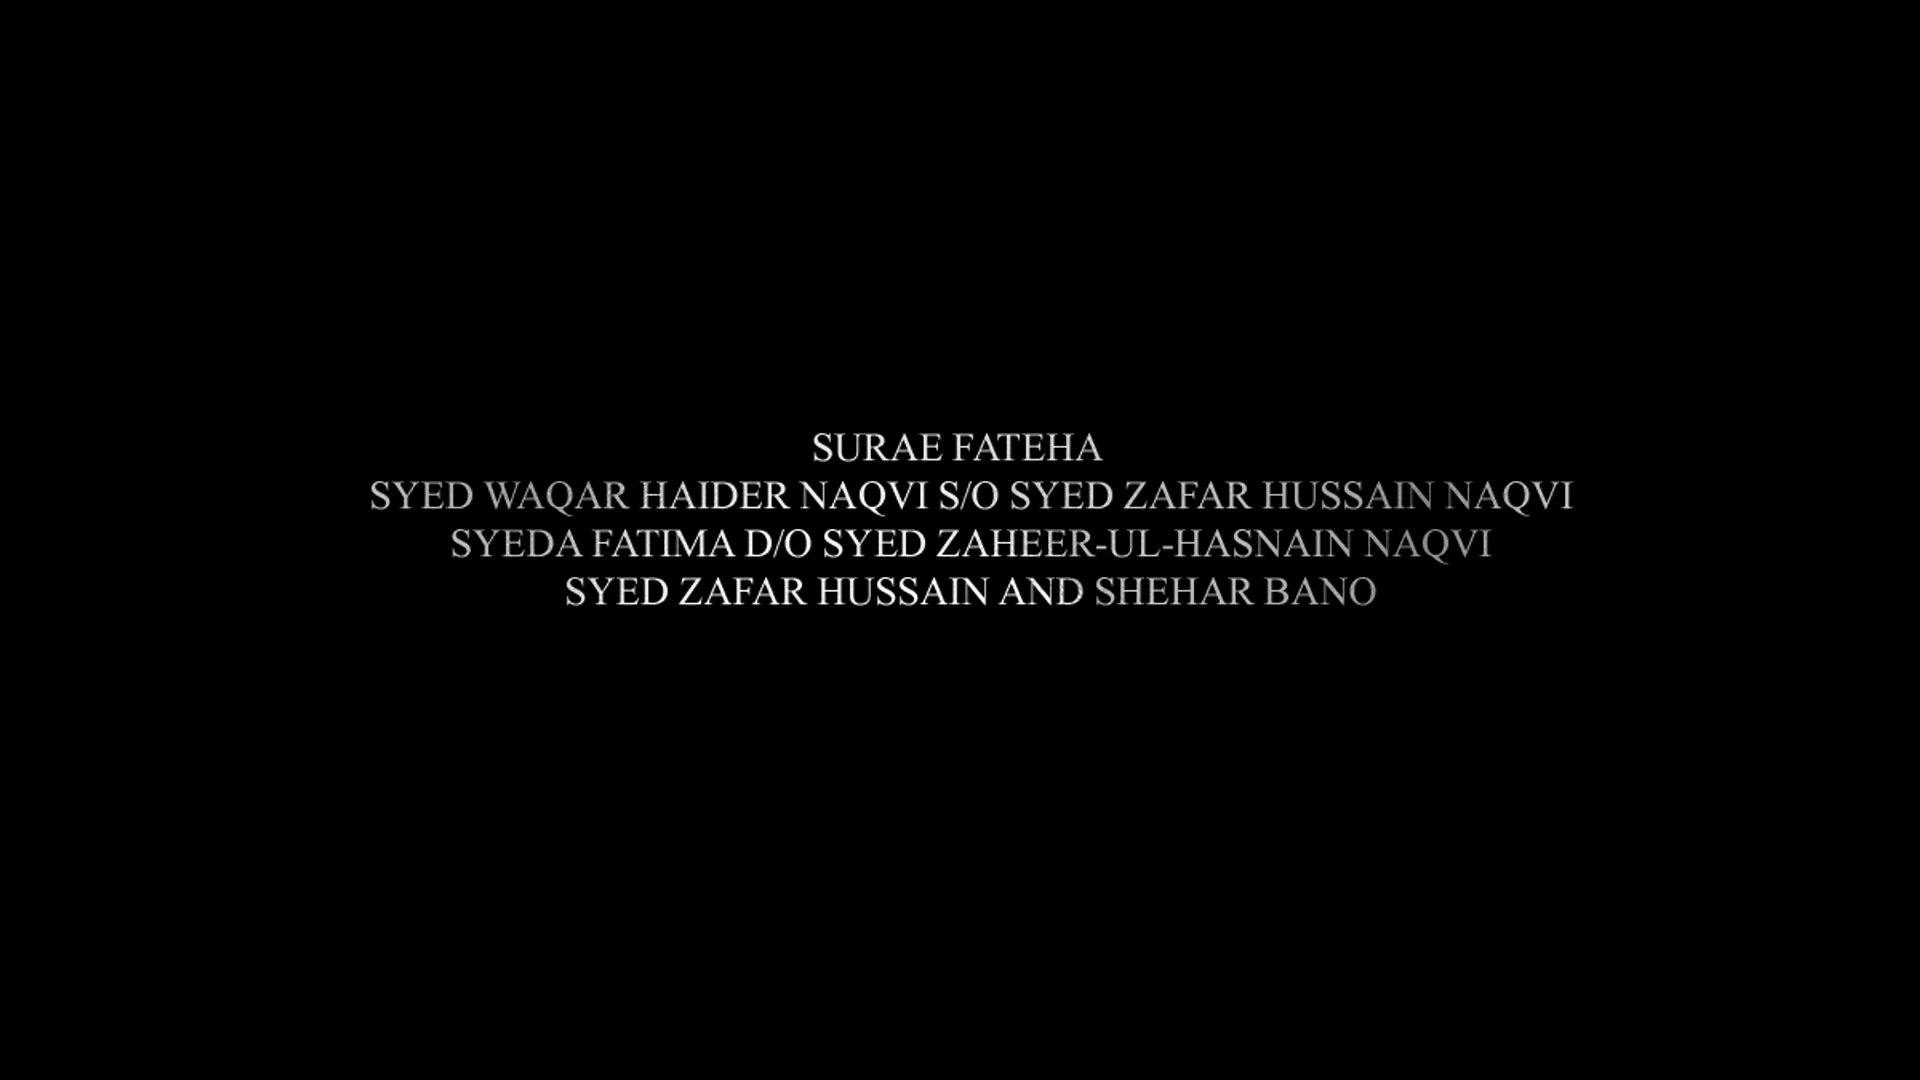 SURAE FATEHA
SYED WAQAR HAIDER NAQVI S/O SYED ZAFAR HUSSAIN NAQVI
SYEDA FATIMA D/O SYED ZAHEER-UL-HASNAIN NAQVI
SYED ZAFAR HUSSAIN AND SHEHAR BANO